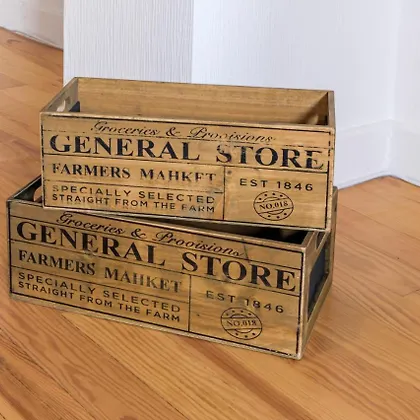 Groceries & Provisions
GENERAL STORE
FARMERS MAHKET
SPECIALLY SELECTED
STRAIGHT FROM THE FARM
EST 1846
NO.018
Groceries & Provisions
GENERAL STORE
FARMERS MAHKET
SPECIALLY SELECTED
STRAIGHT FROM THE FARM
EST 1846
NO.018